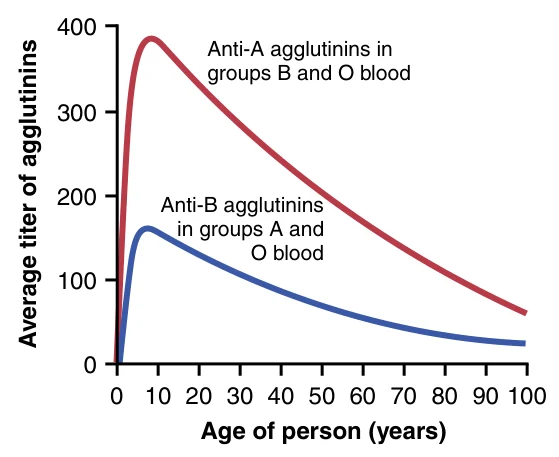 400
300
200
100
0
Average titer of agglutinins
Anti-A agglutinins in
groups B and O blood
Anti-B agglutinins
in groups A and
O blood
0 10 20 30 40 50 60 70 80 90 100
Age of person (years)